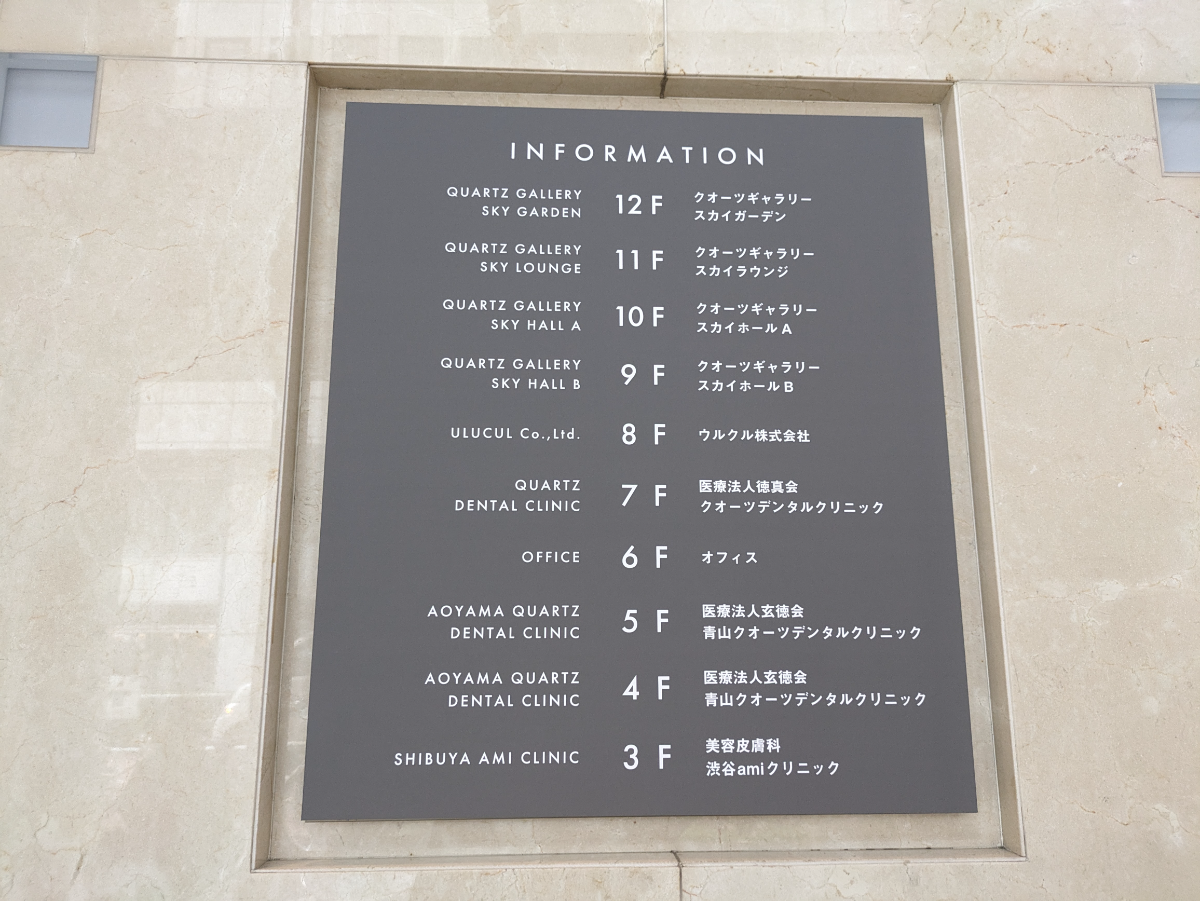 INFORMATION
QUARTZ GALLERY
SKY GARDEN
12 F
クオーツギャラリー
スカイガーデン
QUARTZ GALLERY
SKY LOUNGE
11 F
クオーツギャラリー
スカイラウンジ
QUARTZ GALLERY
SKY HALL A
10 F
クオーツギャラリー
スカイホールA
QUARTZ GALLERY
SKY HALL B
9 F
クオーツギャラリー
スカイホールB
ULUCUL Co.,Ltd.
8 F
ウルクル株式会社
QUARTZ
DENTAL CLINIC
7 F
医療法人徳真会
クオーツデンタルクリニック
OFFICE
6 F
オフィス
AOYAMA QUARTZ
DENTAL CLINIC
5 F
医療法人玄徳会
青山クオーツデンタルクリニック
AOYAMA QUARTZ
DENTAL CLINIC
4 F
医療法人玄徳会
青山クオーツデンタルクリニック
SHIBUYA AMI CLINIC
3 F
美容皮膚科
渋谷amiクリニック